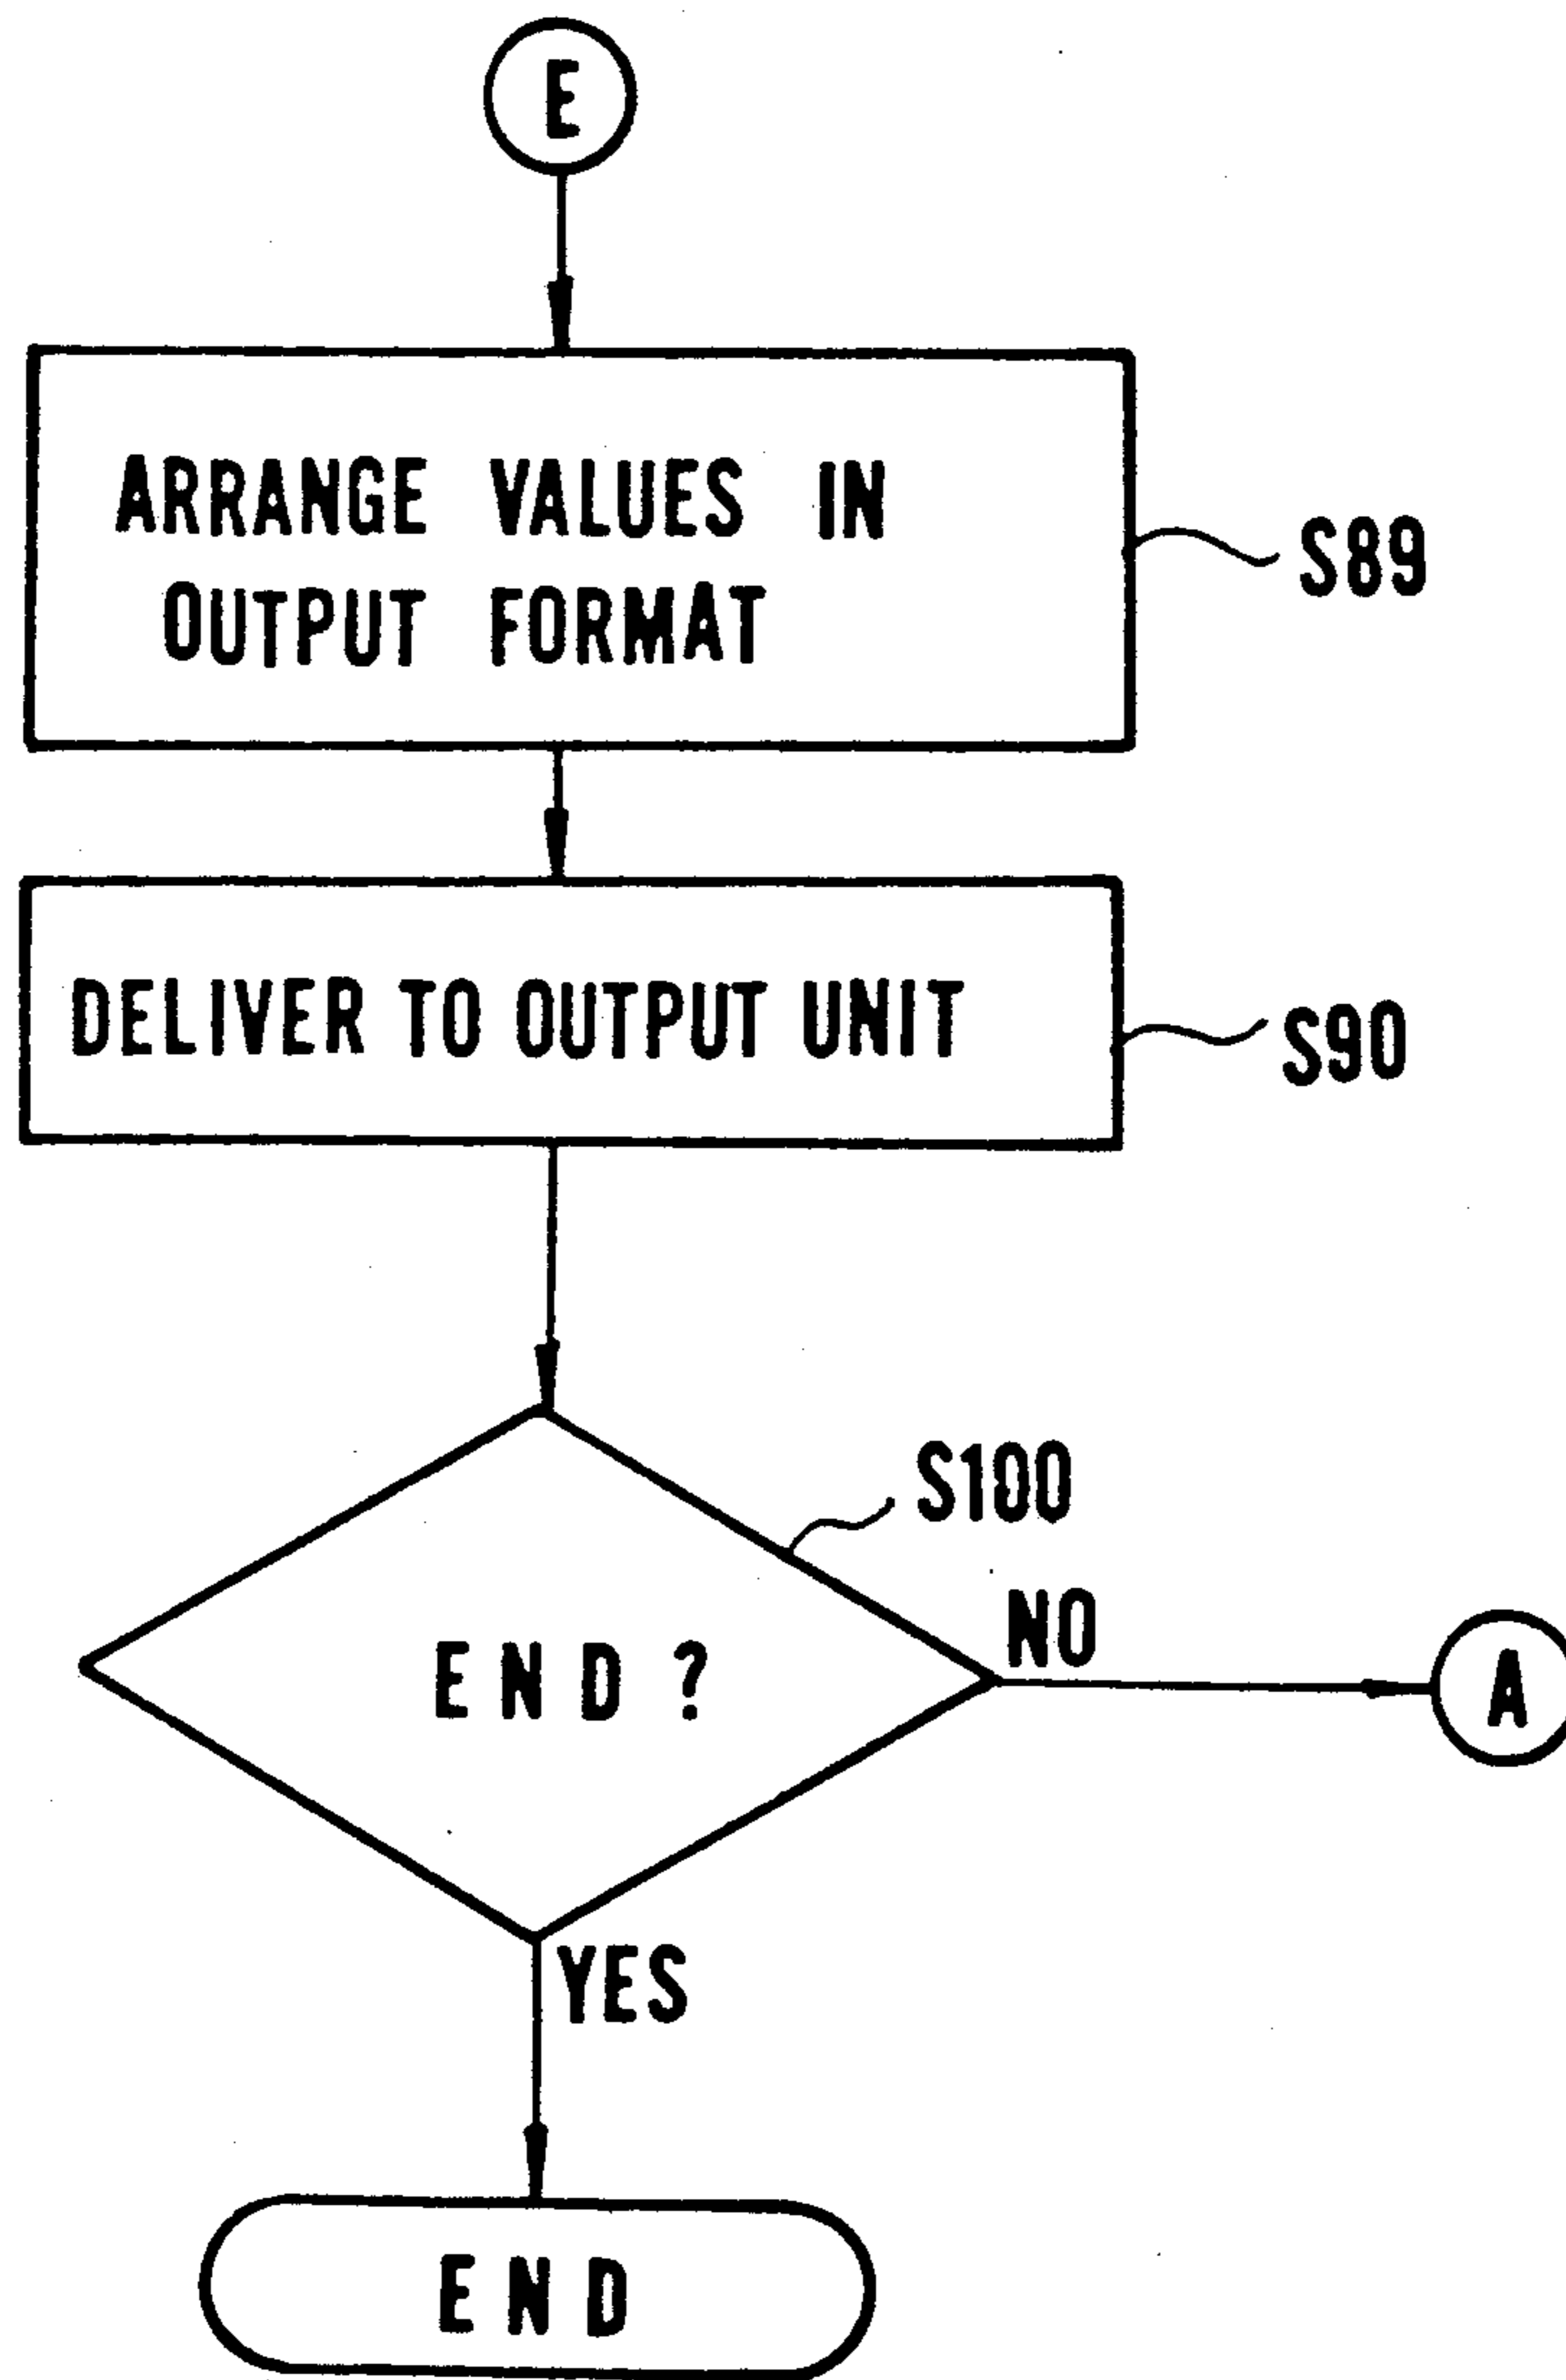 E
ARRANGE VALUES IN
OUTPUT FORMAT
S89
DELIVER TO OUTPUT UNIT
S90
S100
END?
NO
A
YES
END